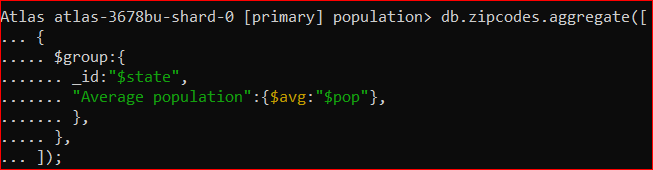 Atlas atlas-3678bu-shard-0 [primary] population> db.zipcodes.aggregate([
... {
..... $group:{
....... _id:"$state",
....... "Average population":{$avg:"$pop"},
....... },
..... },
... ]);